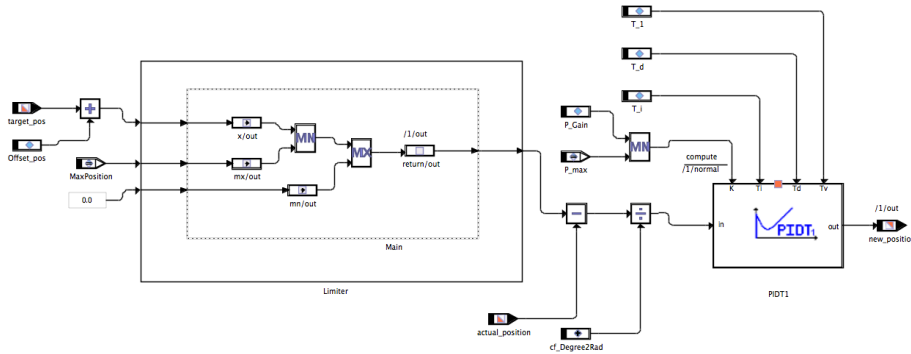 T_1
T_d
T_i
target_pos
Offset_pos
MaxPosition
0.0
x/out
mx/out
mn/out
MN
MX
/1/out
return/out
Main
Limiter
P_Gain
P_max
MN
compute
/1/normal
K Ti Td Tv
in
PIDT1
out
/1/out
new_positio
PIDT1
actual_position
cf_Degree2Rad